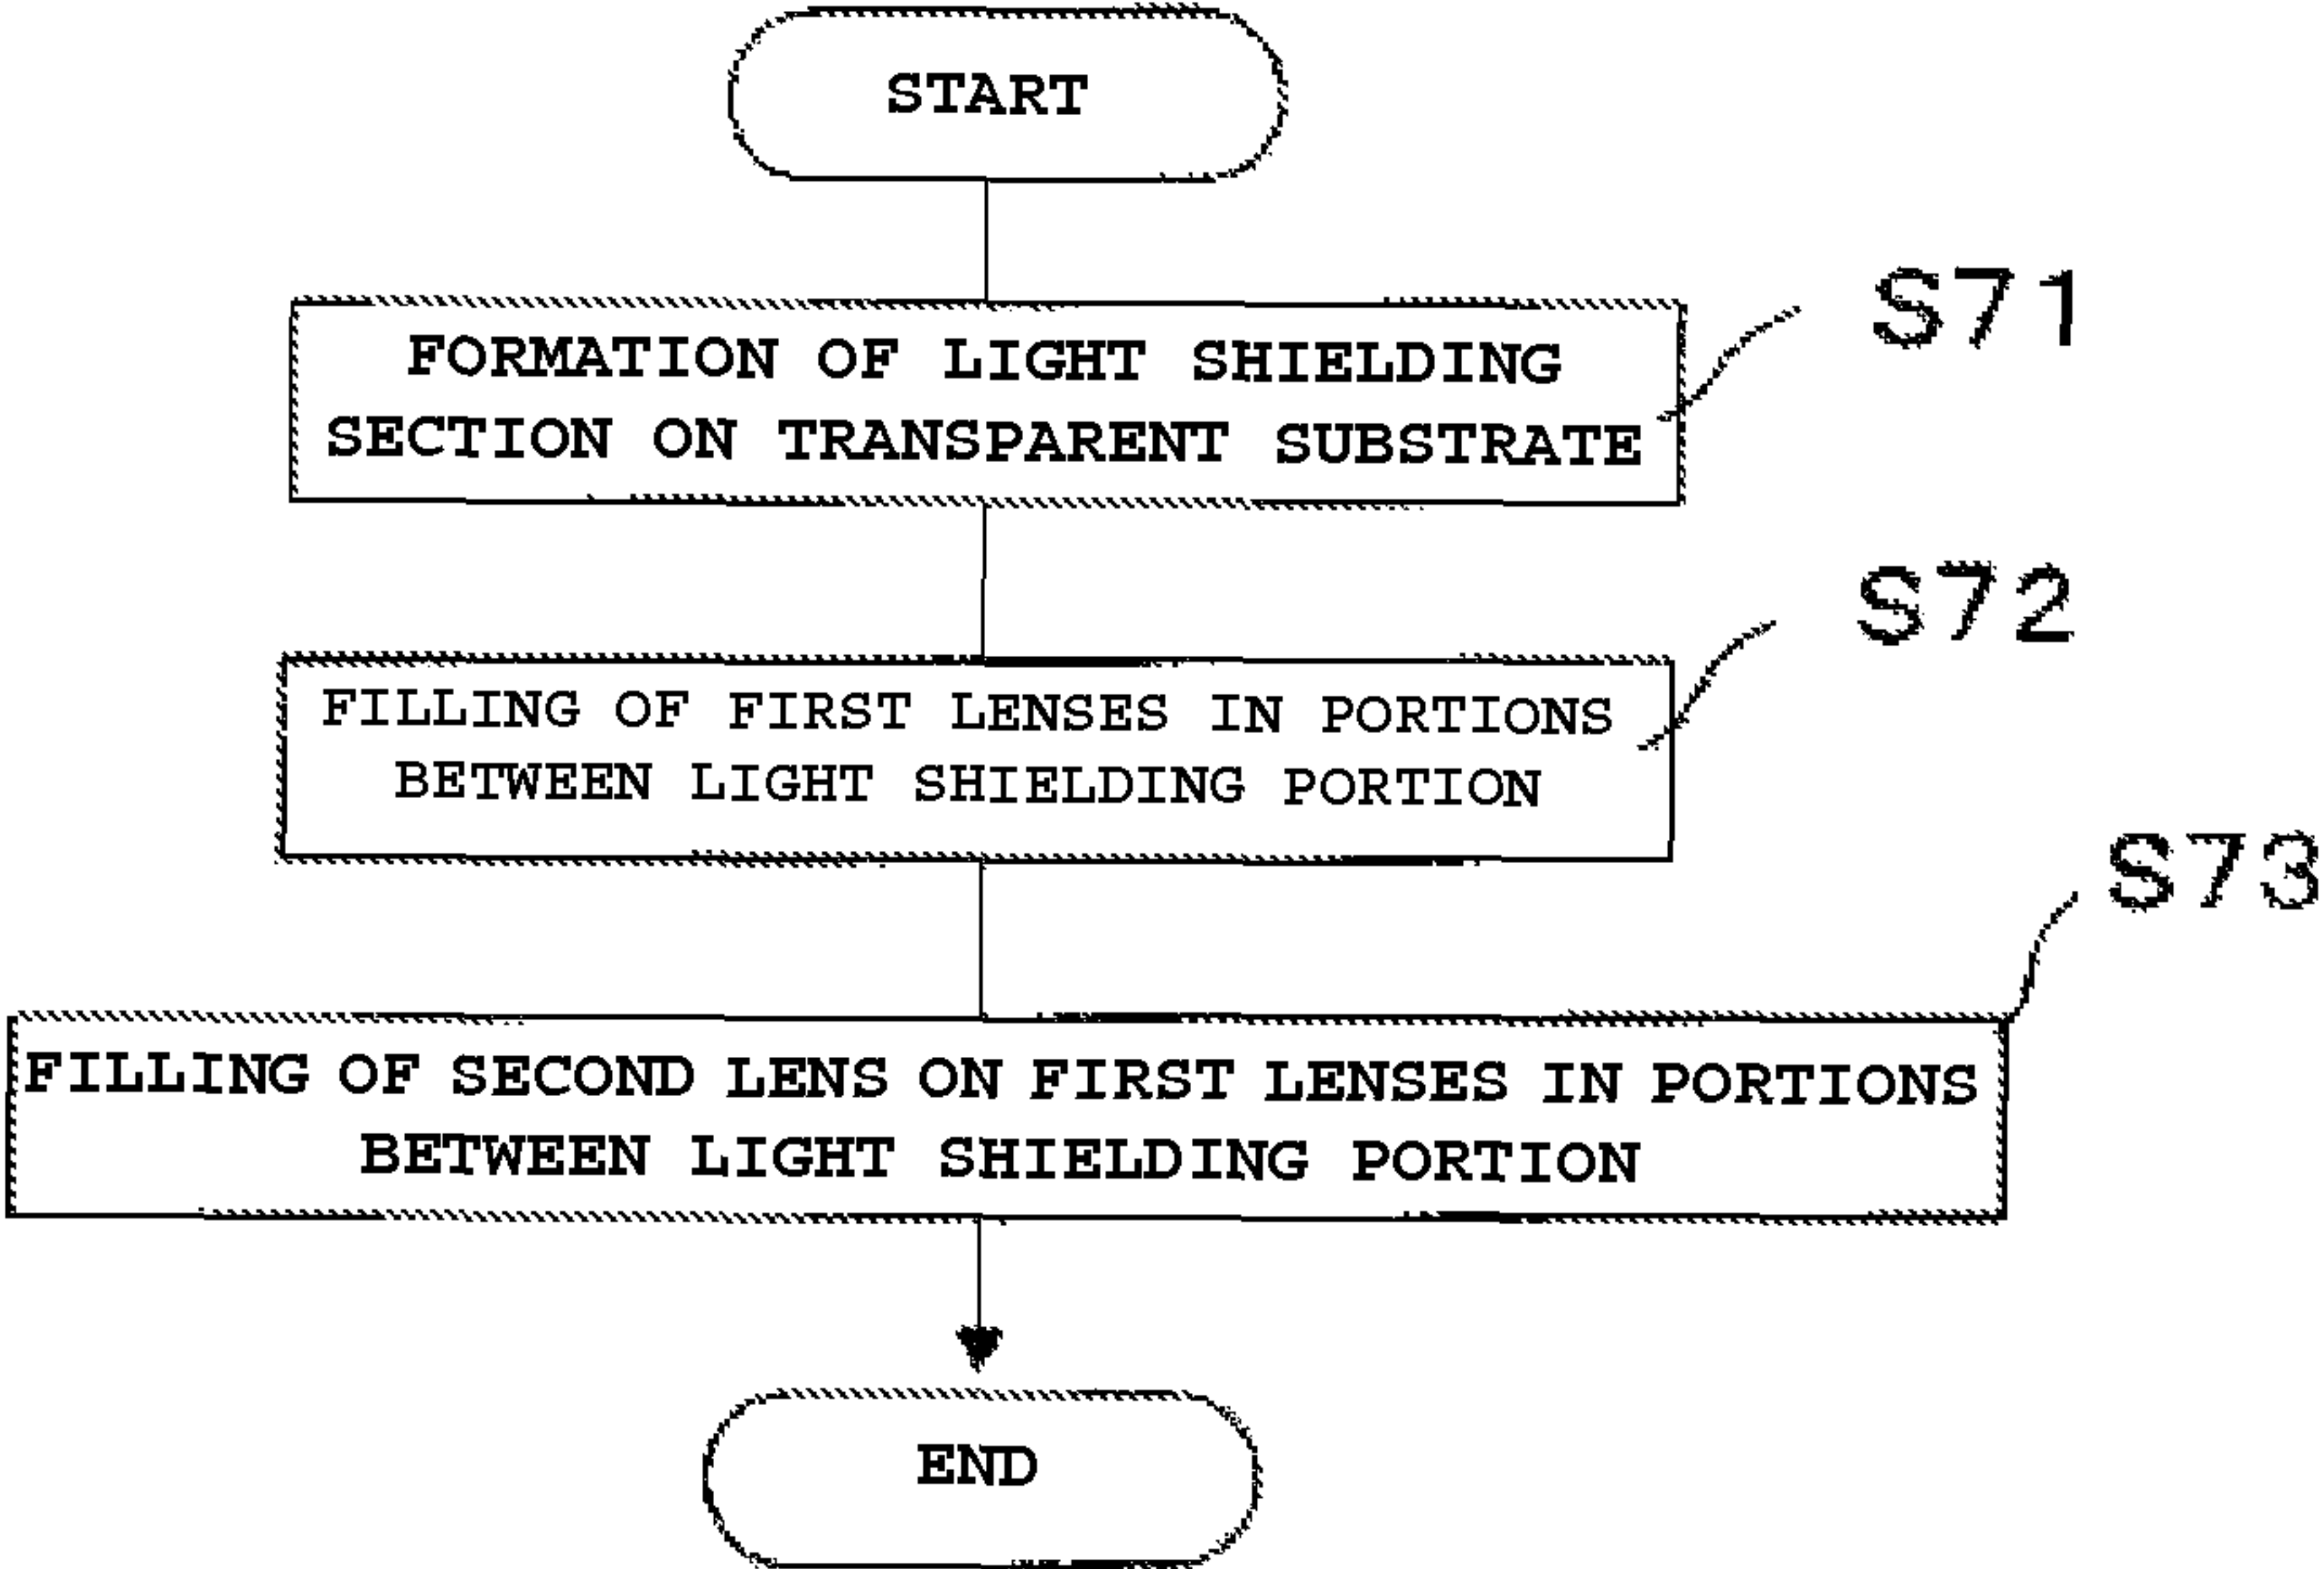 START
S71
FORMATION OF LIGHT SHIELDING
SECTION ON TRANSPARENT SUBSTRATE
S72
FILLING OF FIRST LENSES IN PORTIONS
BETWEEN LIGHT SHIELDING PORTION
S73
FILLING OF SECOND LENS ON FIRST LENSES IN PORTIONS
BETWEEN LIGHT SHIELDING PORTION
END